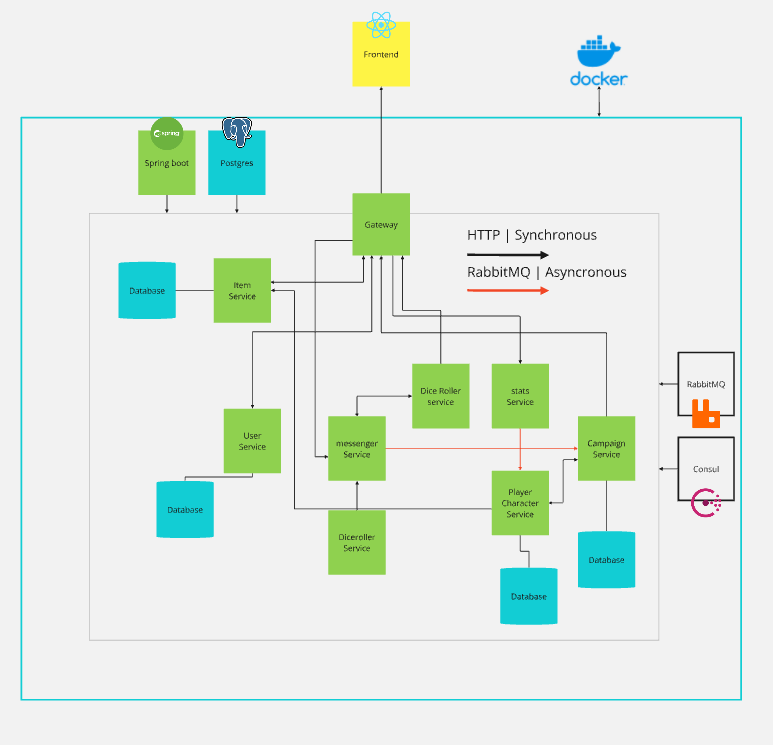 Frontend
docker
spring
Spring boot
Postgres
Gateway
HTTP | Synchronous
RabbitMQ | Asyncronous
Database
Item
Service
Dice Roller
service
stats
Service
RabbitMQ
User
Service
messenger
Service
Campaign
Service
Consul
Database
Player
Character
Service
Diceroller
Service
Database
Database